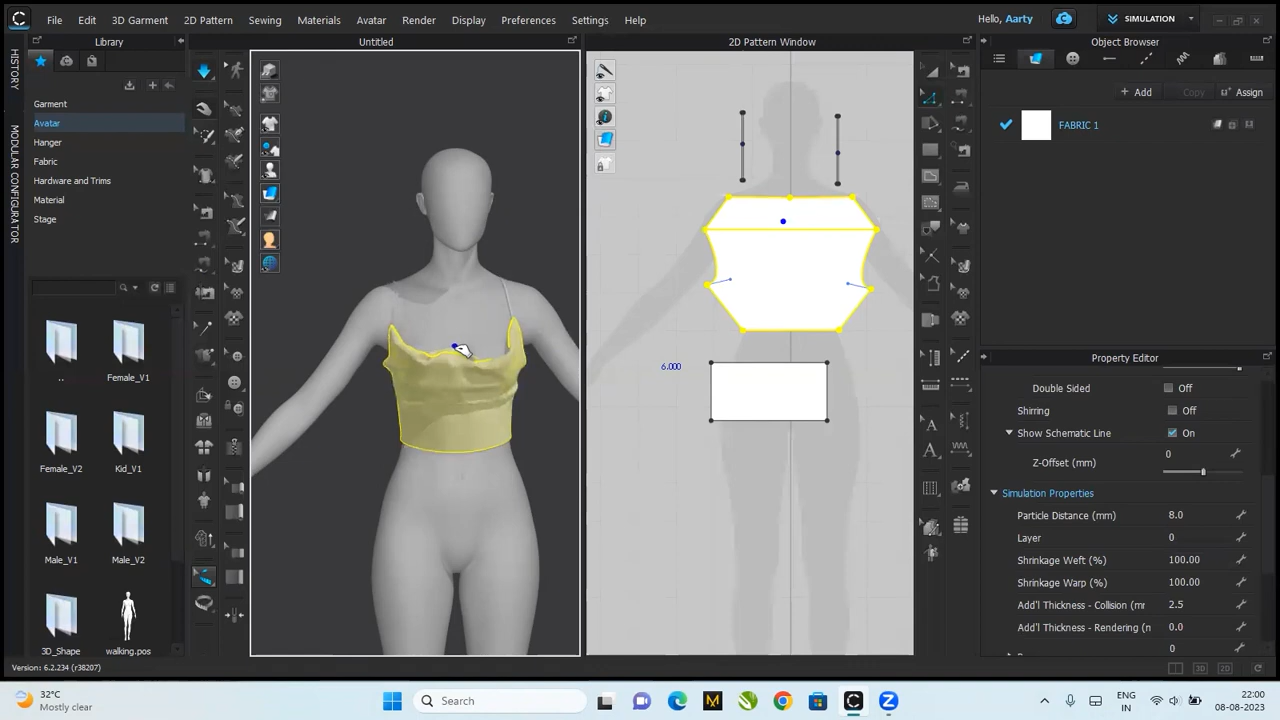 File Edit 3D Garment 2D Pattern Sewing Materials Avatar Render Display Preferences Settings Help
Hello, Aarty
SIMULATION
Library
Untitled
2D Pattern Window
Object Browser
HISTORY
MODULAR CONFIGURATOR
Garment
Avatar
Hanger
Fabric
Hardware and Trims
Material
Stage
..
Female_V1
Female_V2
Kid_V1
Male_V1
Male_V2
3D_Shape
walking.pos
6.000
Add
Copy
Assign
FABRIC 1
Property Editor
Double Sided Off
Shirring Off
Show Schematic Line On
Z-Offset (mm) 0
Simulation Properties
Particle Distance (mm) 8.0
Layer 0
Shrinkage Weft (%) 100.00
Shrinkage Warp (%) 100.00
Add'l Thickness - Collision (mr 2.5
Add'l Thickness - Rendering (n 0.0
0
Version: 6.2.234 (r38207)
3D
2D
32°C
Mostly clear
Search
ENG
IN
22:00
08-08-2023